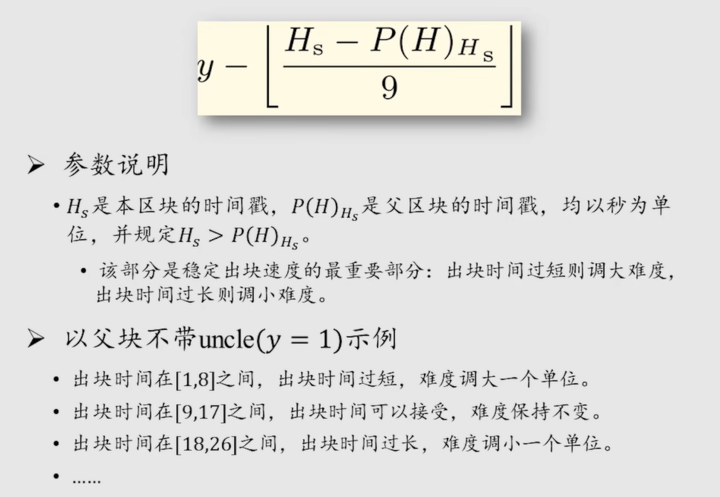 y − ⌊(H_s − P(H)_{H_s}) / 9⌋
➢ 参数说明
• H_s是本区块的时间戳，P(H)_{H_s}是父区块的时间戳，均以秒为单
位，并规定H_s > P(H)_{H_s}。
• 该部分是稳定出块速度的最重要部分：出块时间过短则调大难度，
出块时间过长则调小难度。
➢ 以父块不带uncle(y = 1)示例
• 出块时间在[1,8]之间，出块时间过短，难度调大一个单位。
• 出块时间在[9,17]之间，出块时间可以接受，难度保持不变。
• 出块时间在[18,26]之间，出块时间过长，难度调小一个单位。
• ……